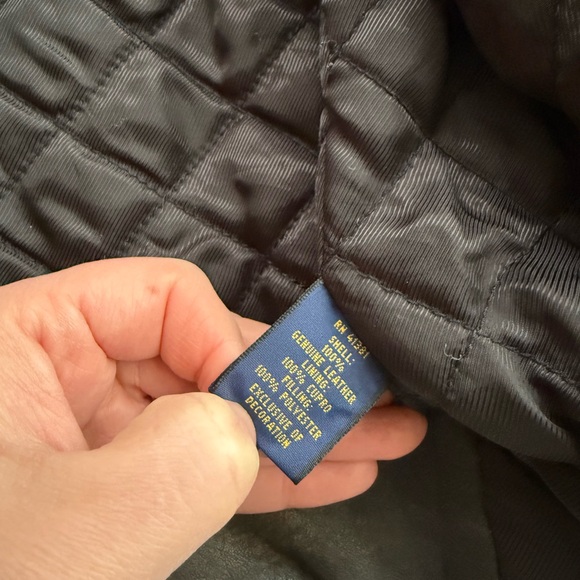 RN 41381
SHELL:
100%
GENUINE LEATHER
LINING:
100% CUPRO
FILLING:
100% POLYESTER
EXCLUSIVE OF
DECORATION